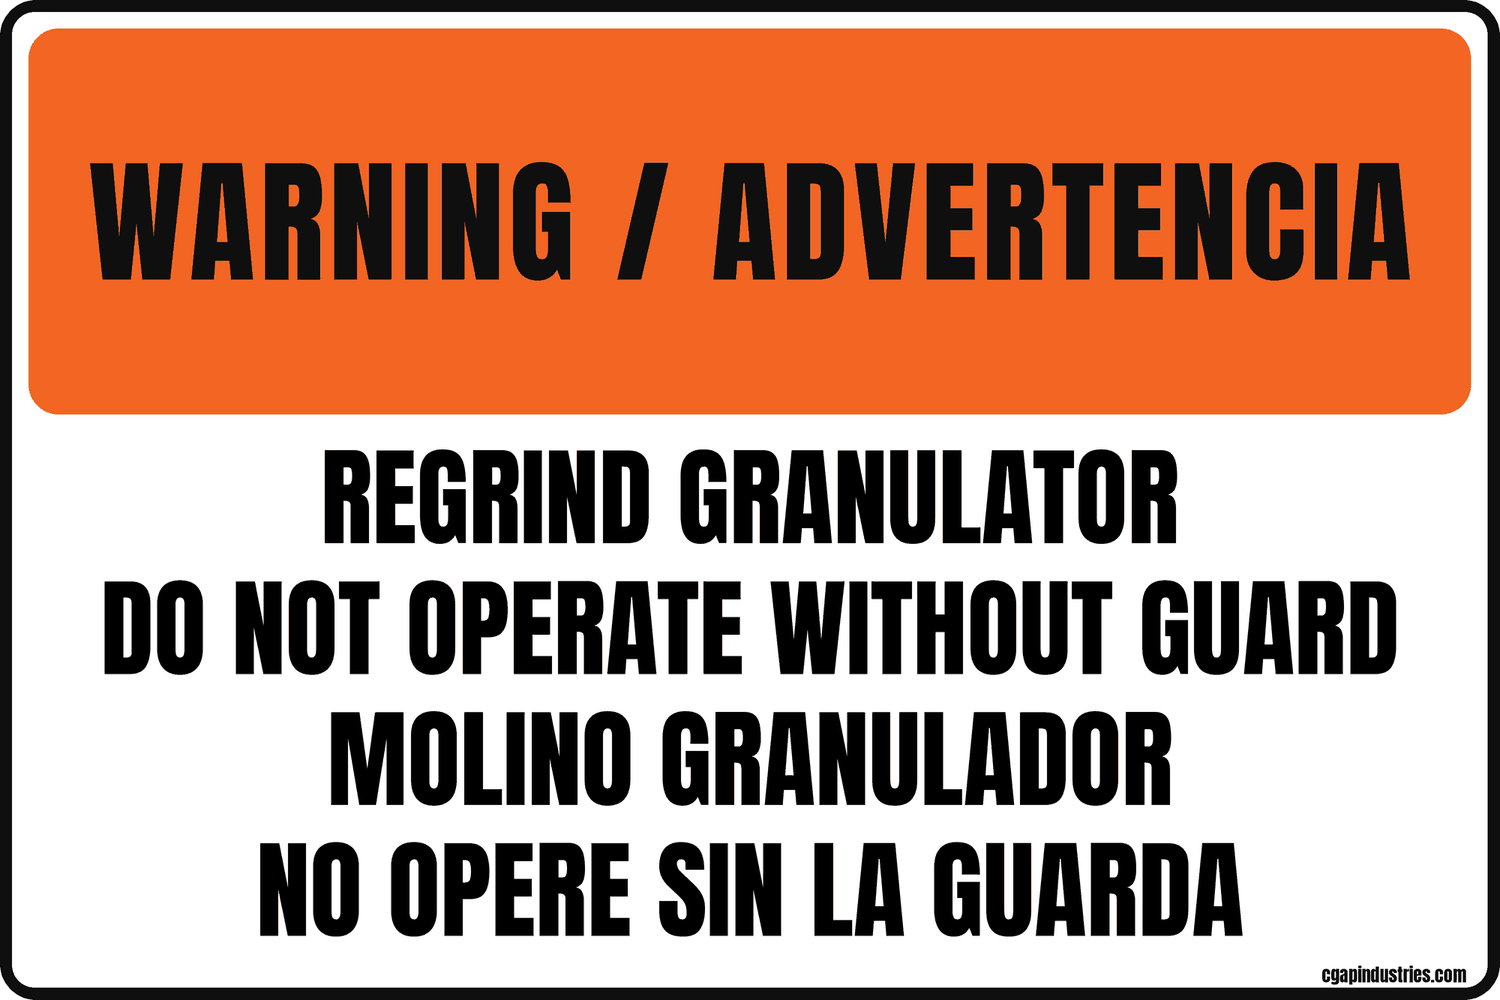 WARNING / ADVERTENCIA
REGRIND GRANULATOR
DO NOT OPERATE WITHOUT GUARD
MOLINO GRANULADOR
NO OPERE SIN LA GUARDA
cgapindustries.com